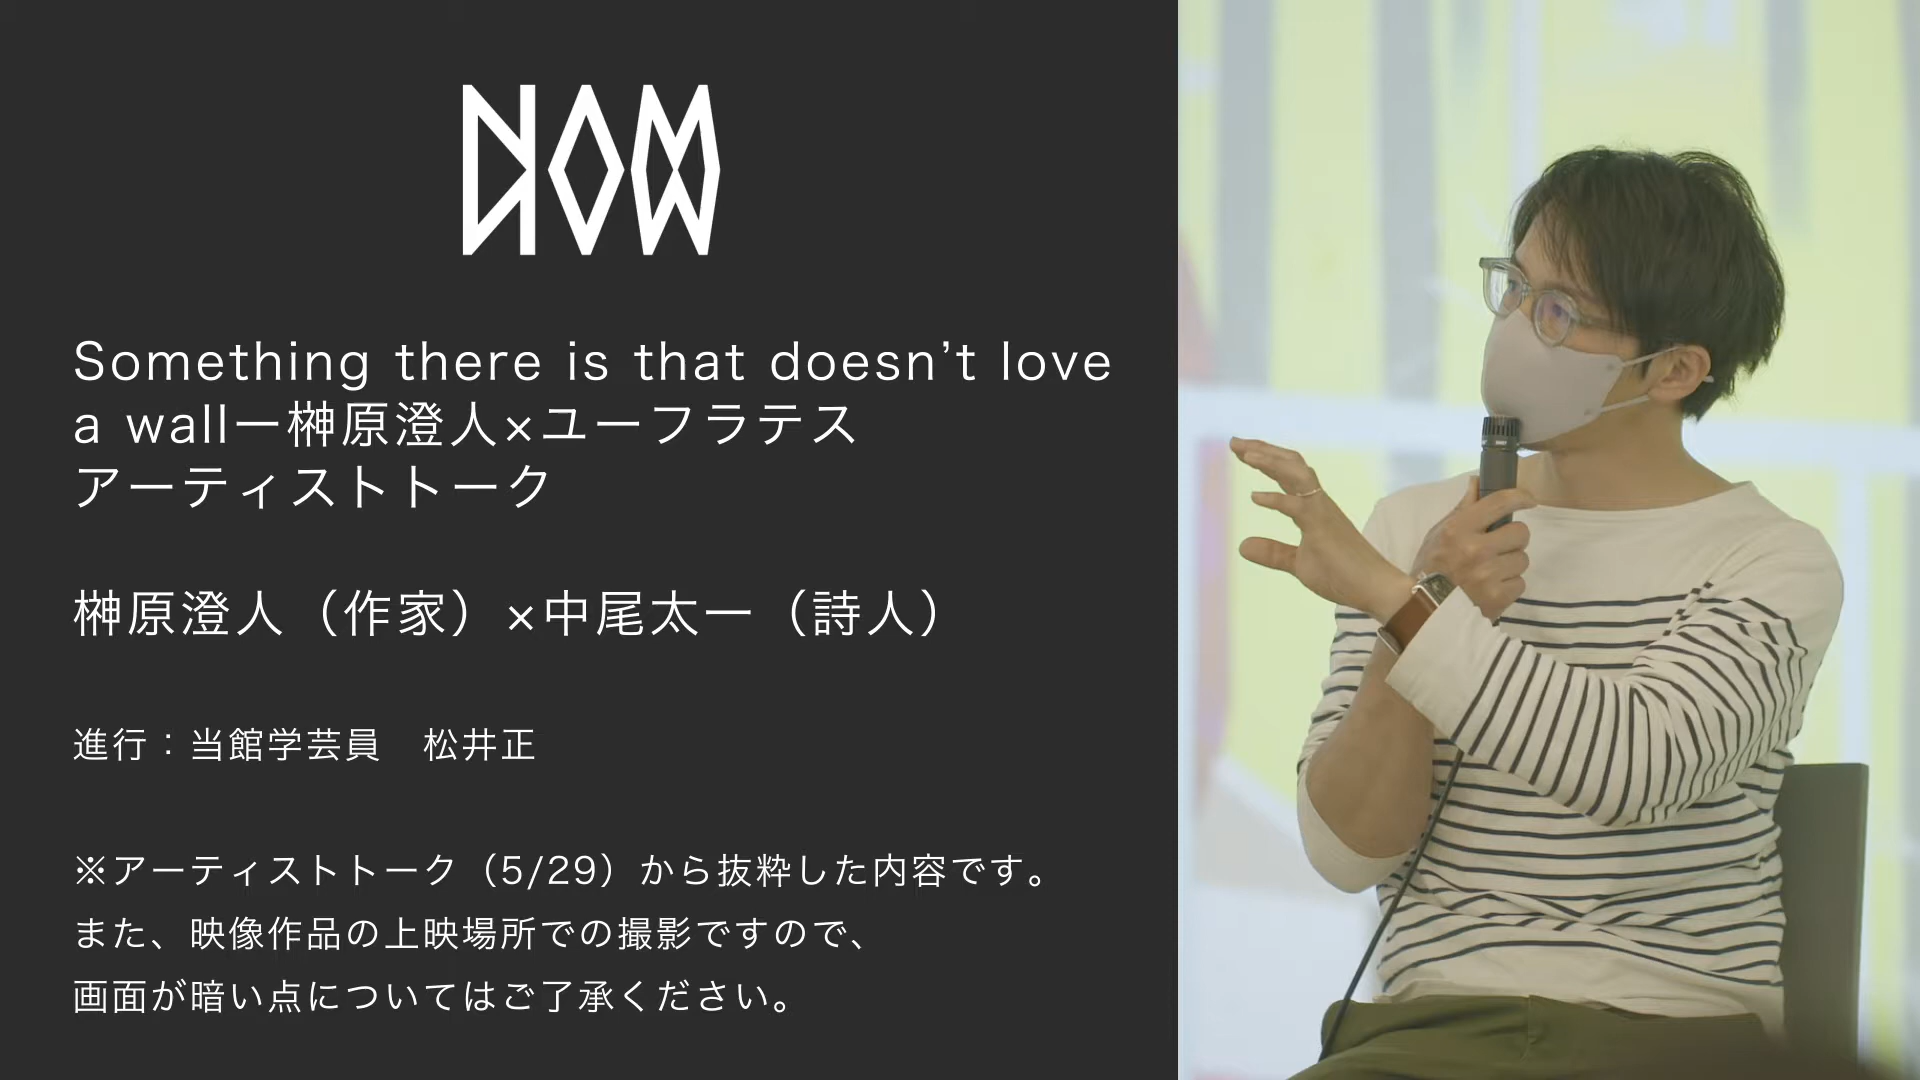 NOW
Something there is that doesn’t love
a wallー榊原澄人×ユーフラテス
アーティストトーク
榊原澄人（作家）×中尾太一（詩人）
進行：当館学芸員　松井正
※アーティストトーク（5/29）から抜粋した内容です。
また、映像作品の上映場所での撮影ですので、
画面が暗い点についてはご了承ください。